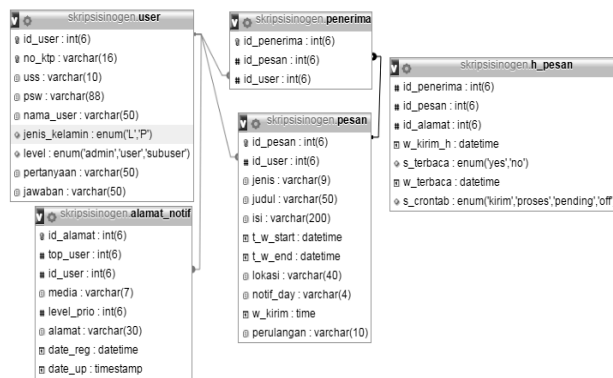 skripsisinogen.user
id_user : int(6)
no_ktp : varchar(16)
uss : varchar(10)
psw : varchar(88)
nama_user : varchar(50)
jenis_kelamin : enum('L','P')
level : enum('admin','user','subuser')
pertanyaan : varchar(50)
jawaban : varchar(50)
skripsisinogen.alamat_notif
id_alamat : int(6)
top_user : int(6)
id_user : int(6)
media : varchar(7)
level_prio : int(6)
alamat : varchar(30)
date_reg : datetime
date_up : timestamp
skripsisinogen.penerima
id_penerima : int(6)
id_pesan : int(6)
id_user : int(6)
skripsisinogen.pesan
id_pesan : int(6)
id_user : int(6)
jenis : varchar(9)
judul : varchar(50)
isi : varchar(200)
t_w_start : datetime
t_w_end : datetime
lokasi : varchar(40)
notif_day : varchar(4)
w_kirim : time
perulangan : varchar(10)
skripsisinogen.h_pesan
id_penerima : int(6)
id_pesan : int(6)
id_alamat : int(6)
w_kirim_h : datetime
s_terbaca : enum('yes','no')
w_terbaca : datetime
s_crontab : enum('kirim','proses','pending','off'